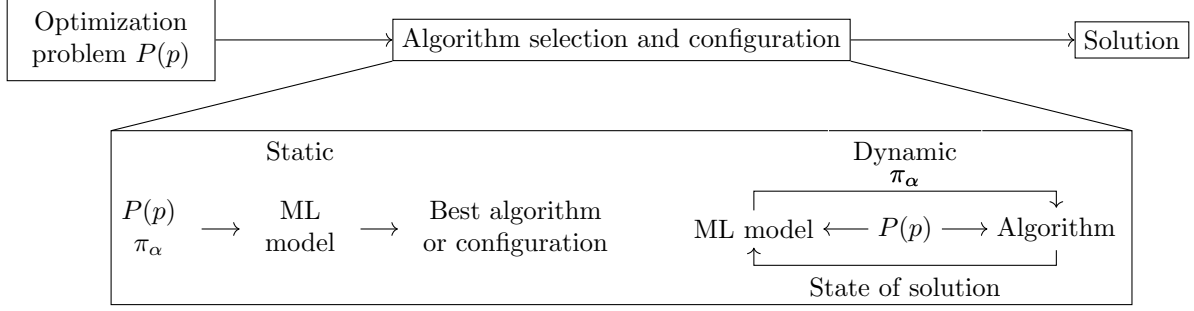 Optimization
problem P(p)
Algorithm selection and configuration
Solution
Static
P(p)
π_α
ML
model
Best algorithm
or configuration
Dynamic
π_α
ML model
P(p)
Algorithm
State of solution